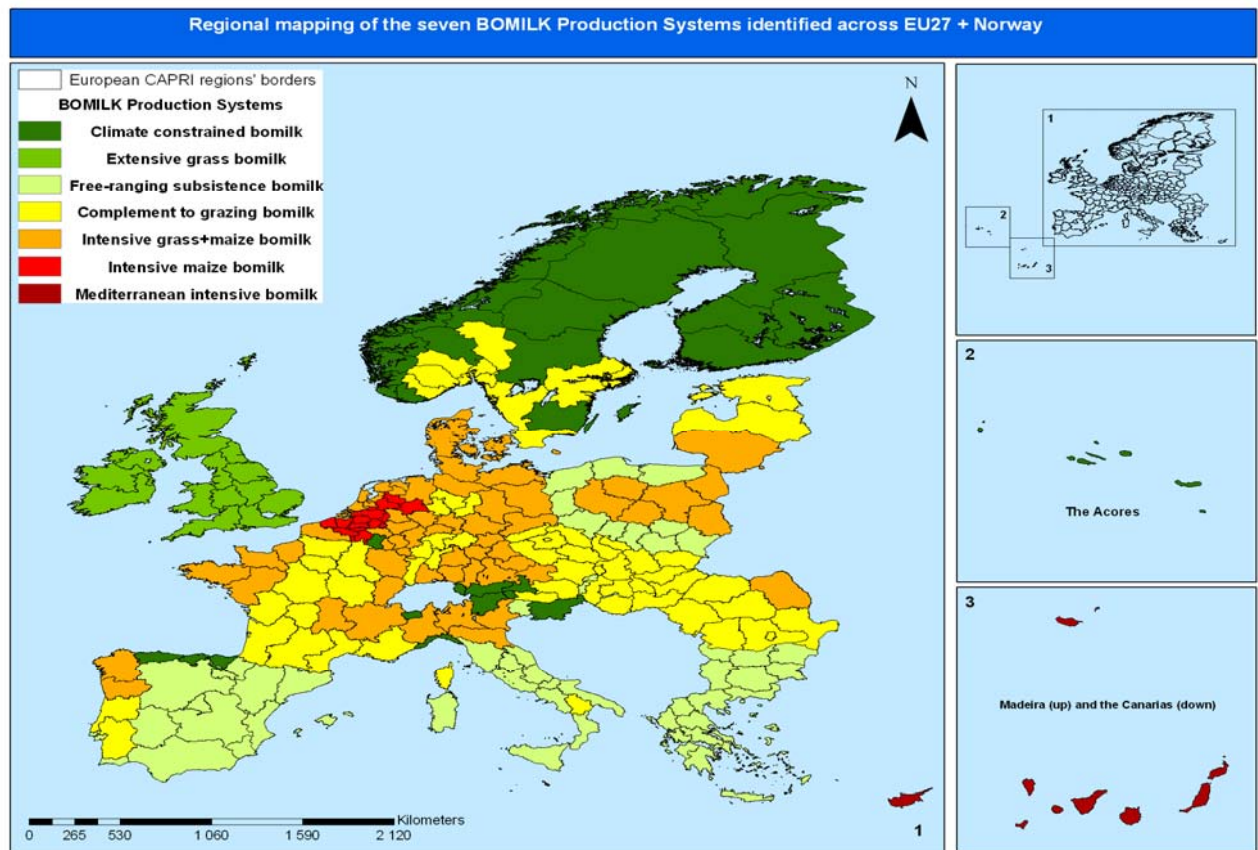 Regional mapping of the seven BOMILK Production Systems identified across EU27 + Norway
European CAPRI regions' borders
BOMILK Production Systems
Climate constrained bomilk
Extensive grass bomilk
Free-ranging subsistence bomilk
Complement to grazing bomilk
Intensive grass+maize bomilk
Intensive maize bomilk
Mediterranean intensive bomilk
N
Kilometers
0 265 530 1 060 1 590 2 120
1
1
2
3
2
The Acores
3
Madeira (up) and the Canarias (down)